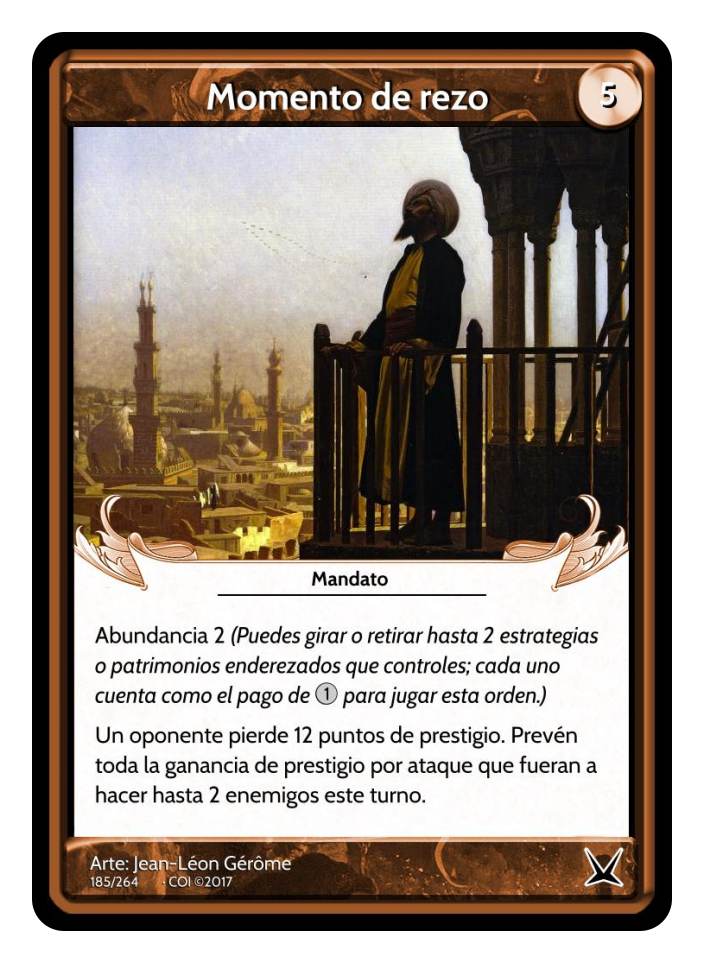 Momento de rezo
5
Mandato
Abundancia 2 (Puedes girar o retirar hasta 2 estrategias
o patrimonios enderezados que controles; cada uno
cuenta como el pago de 1 para jugar esta orden.)
Un oponente pierde 12 puntos de prestigio. Prevén
toda la ganancia de prestigio por ataque que fueran a
hacer hasta 2 enemigos este turno.
Arte: Jean-Léon Gérôme
185/264 · COI ©2017